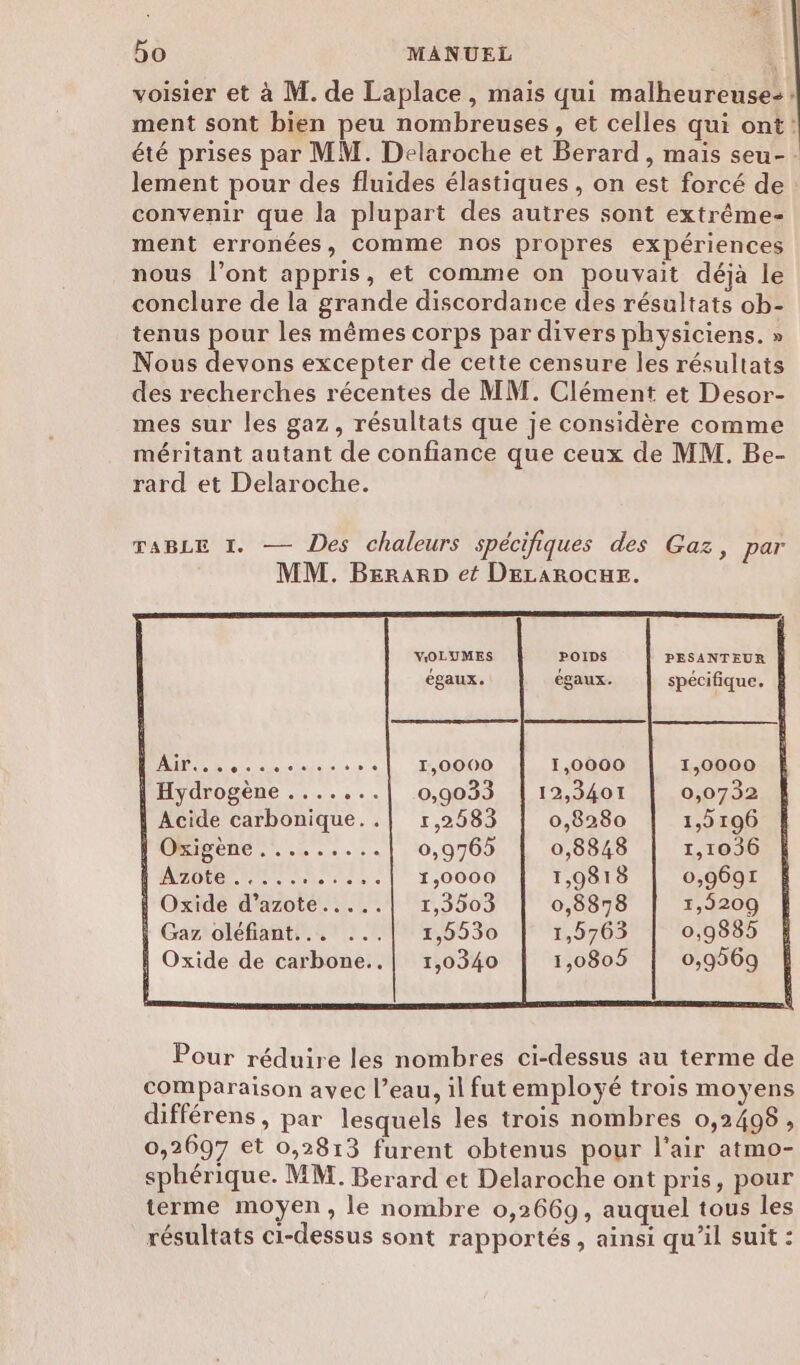 50 MANUEL
voisier et à M. de Laplace, mais qui malheureuse-
ment sont bien peu nombreuses, et celles qui ont
été prises par MM. Delaroche et Berard, mais seu-
lement pour des fluides élastiques, on est forcé de
convenir que la plupart des autres sont extrême-
ment erronées, comme nos propres expériences
nous l'ont appris, et comme on pouvait déjà le
conclure de la grande discordance des résultats ob-
tenus pour les mêmes corps par divers physiciens. »
Nous devons excepter de cette censure les résultats
des recherches récentes de MM. Clément et Desor-
mes sur les gaz, résultats que je considère comme
méritant autant de confiance que ceux de MM. Be-
rard et Delaroche.
TABLE I. — Des chaleurs spécifiques des Gaz, par
MM. BERARD et DELAROCHE.
VOLUMES POIDS PESANTEUR
égaux. égaux. spécifique.
Air................ 1,0000 1,0000 1,0000
Hydrogène ....... 0,9033 12,3401 0,0732
Acide carbonique.. 1,2583 0,8280 1,5196
Oxigène ......... 0,9765 0,8848 1,1036
Azote ............ 1,0000 1,9818 0,9691
Oxide d'azote..... 1,3503 0,8878 1,5209
Gaz oléfiant... ... 1,5530 1,5763 0,9885
Oxide de carbone.. 1,0340 1,0805 0,9569
Pour réduire les nombres ci-dessus au terme de
comparaison avec l'eau, il fut employé trois moyens
différens, par lesquels les trois nombres 0,2498,
0,2697 et 0,2813 furent obtenus pour l'air atmo-
sphérique. MM. Berard et Delaroche ont pris, pour
terme moyen, le nombre 0,2669, auquel tous les
résultats ci-dessus sont rapportés, ainsi qu'il suit :